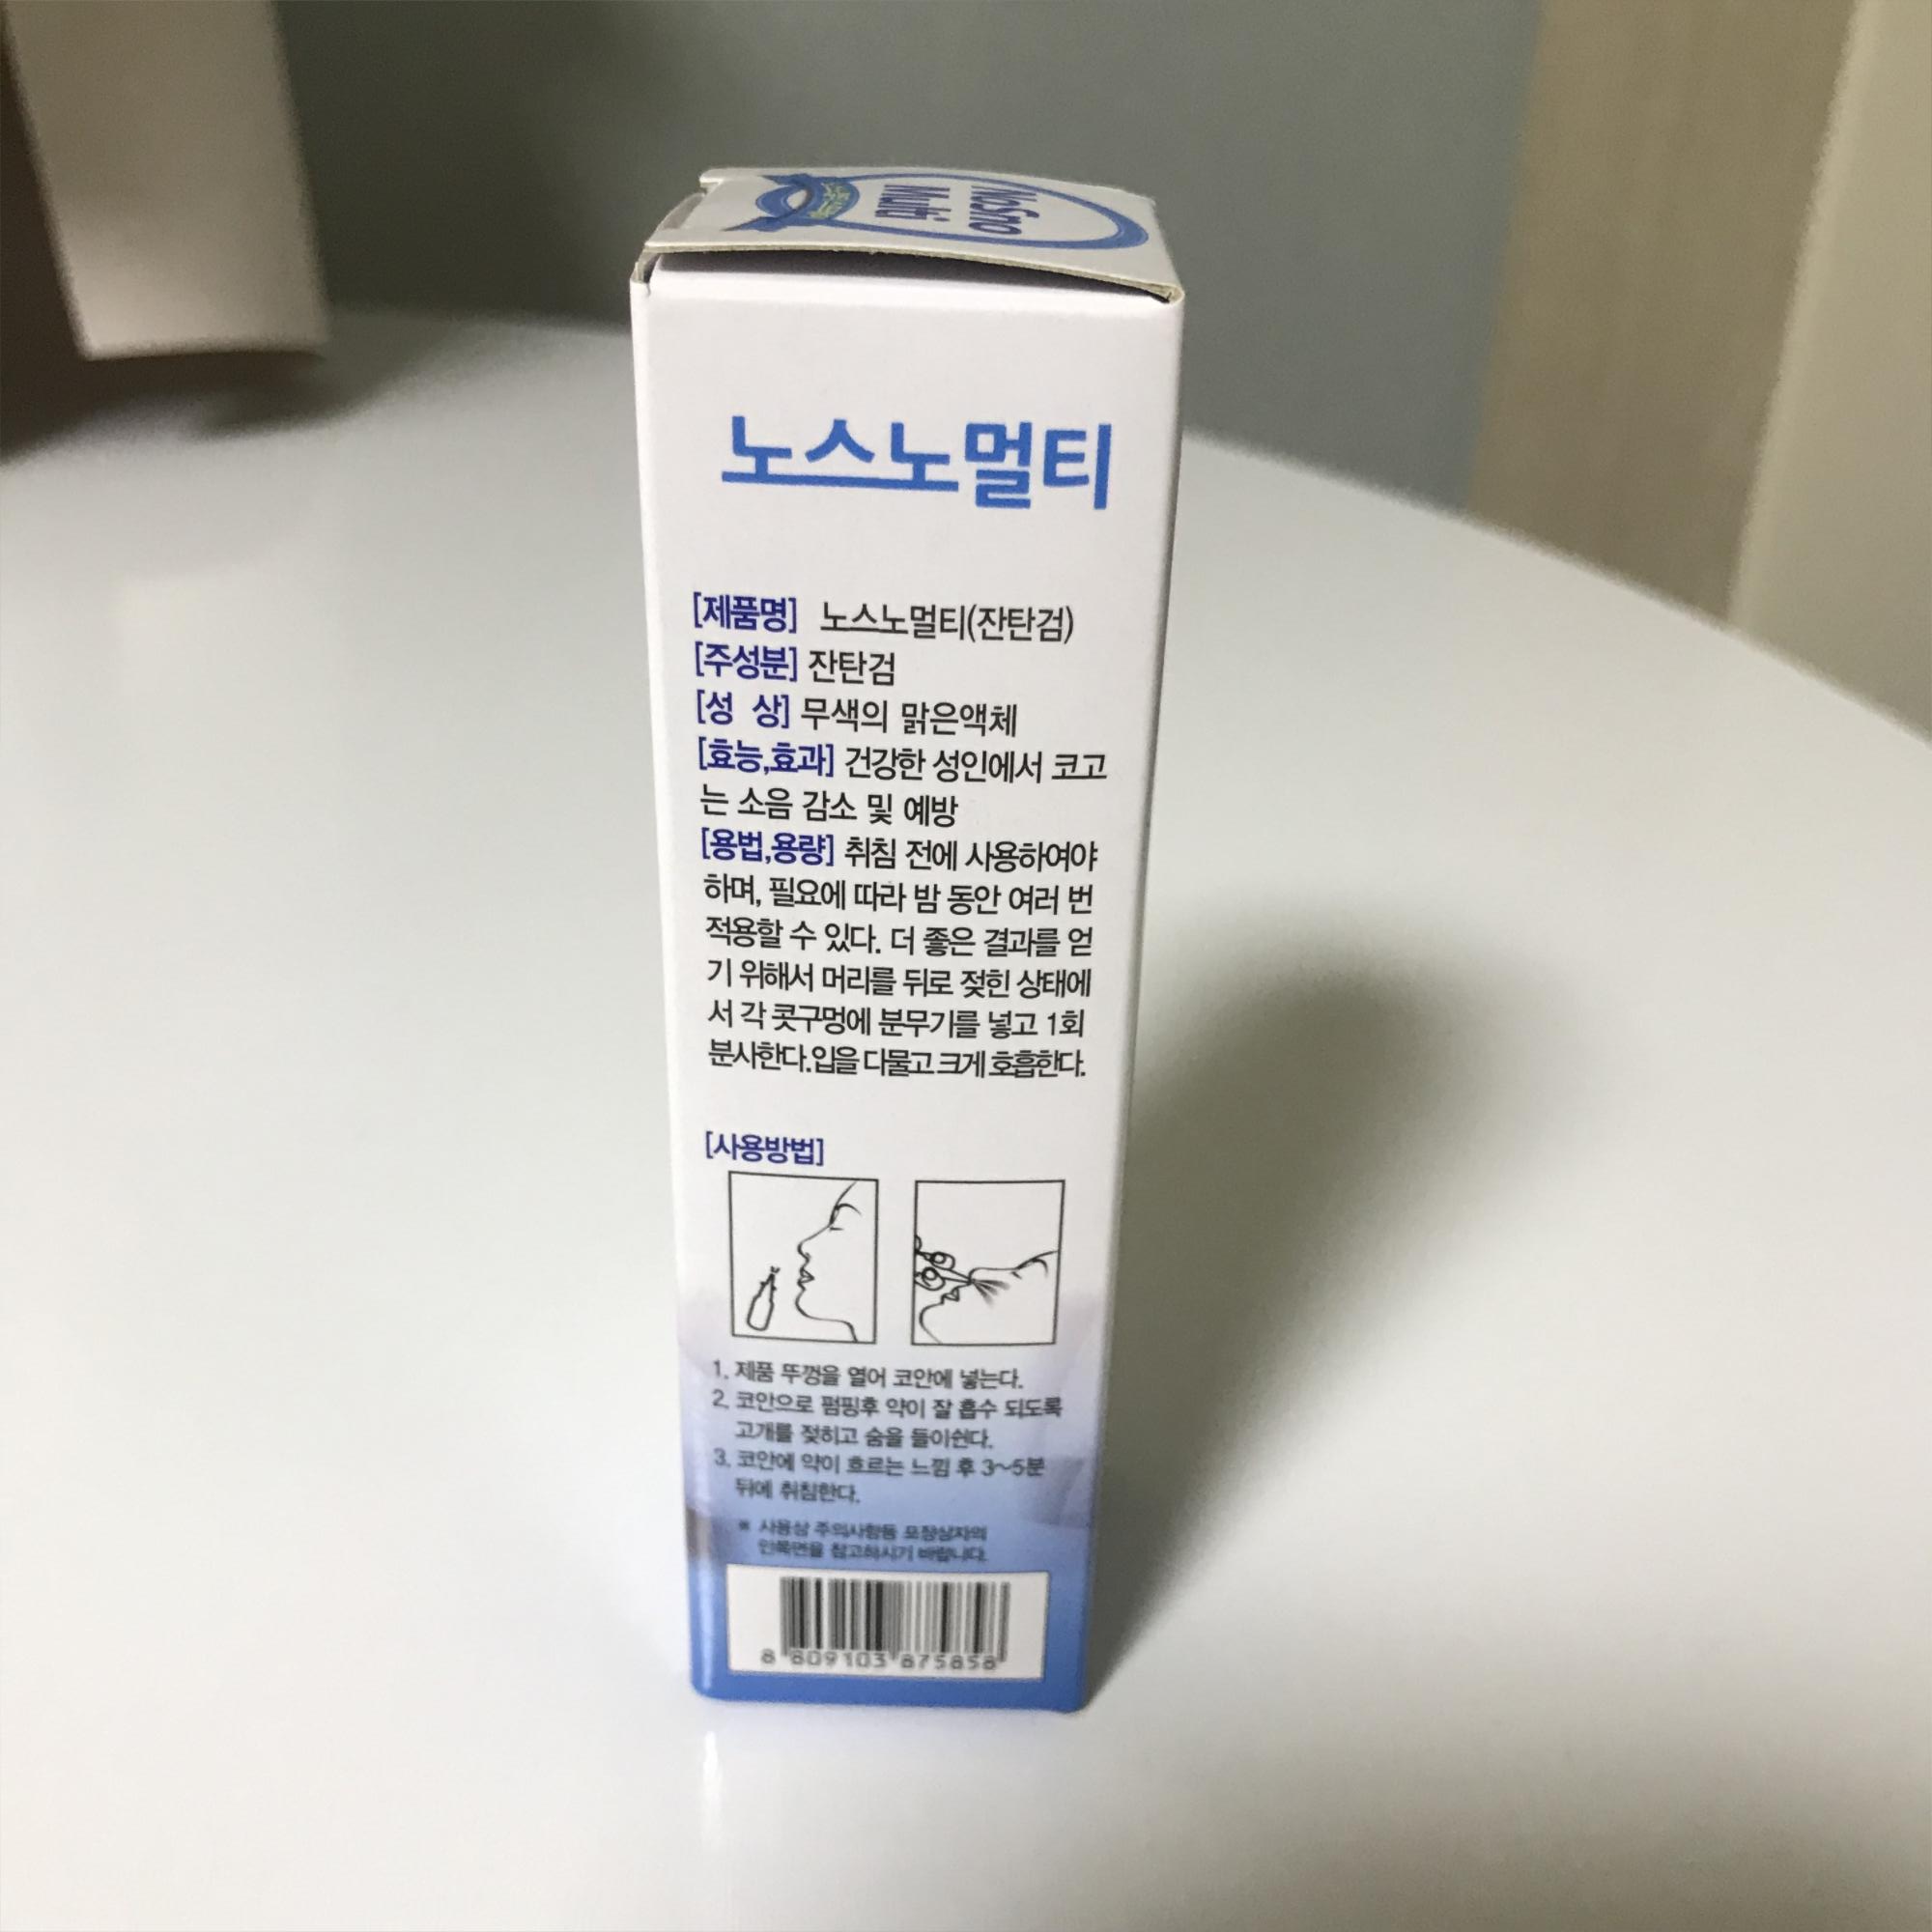 NoSno
Multi
노스노멀티
[제품명] 노스노멀티(잔탄검)
[주성분] 잔탄검
[성 상] 무색의 맑은액체
[효능,효과] 건강한 성인에서 코고
는 소음 감소 및 예방
[용법,용량] 취침 전에 사용하여야
하며, 필요에 따라 밤 동안 여러 번
적용할 수 있다. 더 좋은 결과를 얻
기 위해서 머리를 뒤로 젖힌 상태에
서 각 콧구멍에 분무기를 넣고 1회
분사한다.입을 다물고 크게 호흡한다.
[사용방법]
1. 제품 뚜껑을 열어 코안에 넣는다.
2. 코안으로 펌핑후 약이 잘 흡수 되도록
고개를 젖히고 숨을 들이쉰다.
3. 코안에 약이 흐르는 느낌 후 3~5분
뒤에 취침한다.
※ 사용상 주의사항등 포장상자의
안쪽면을 참고하시기 바랍니다.
8 809103 875858